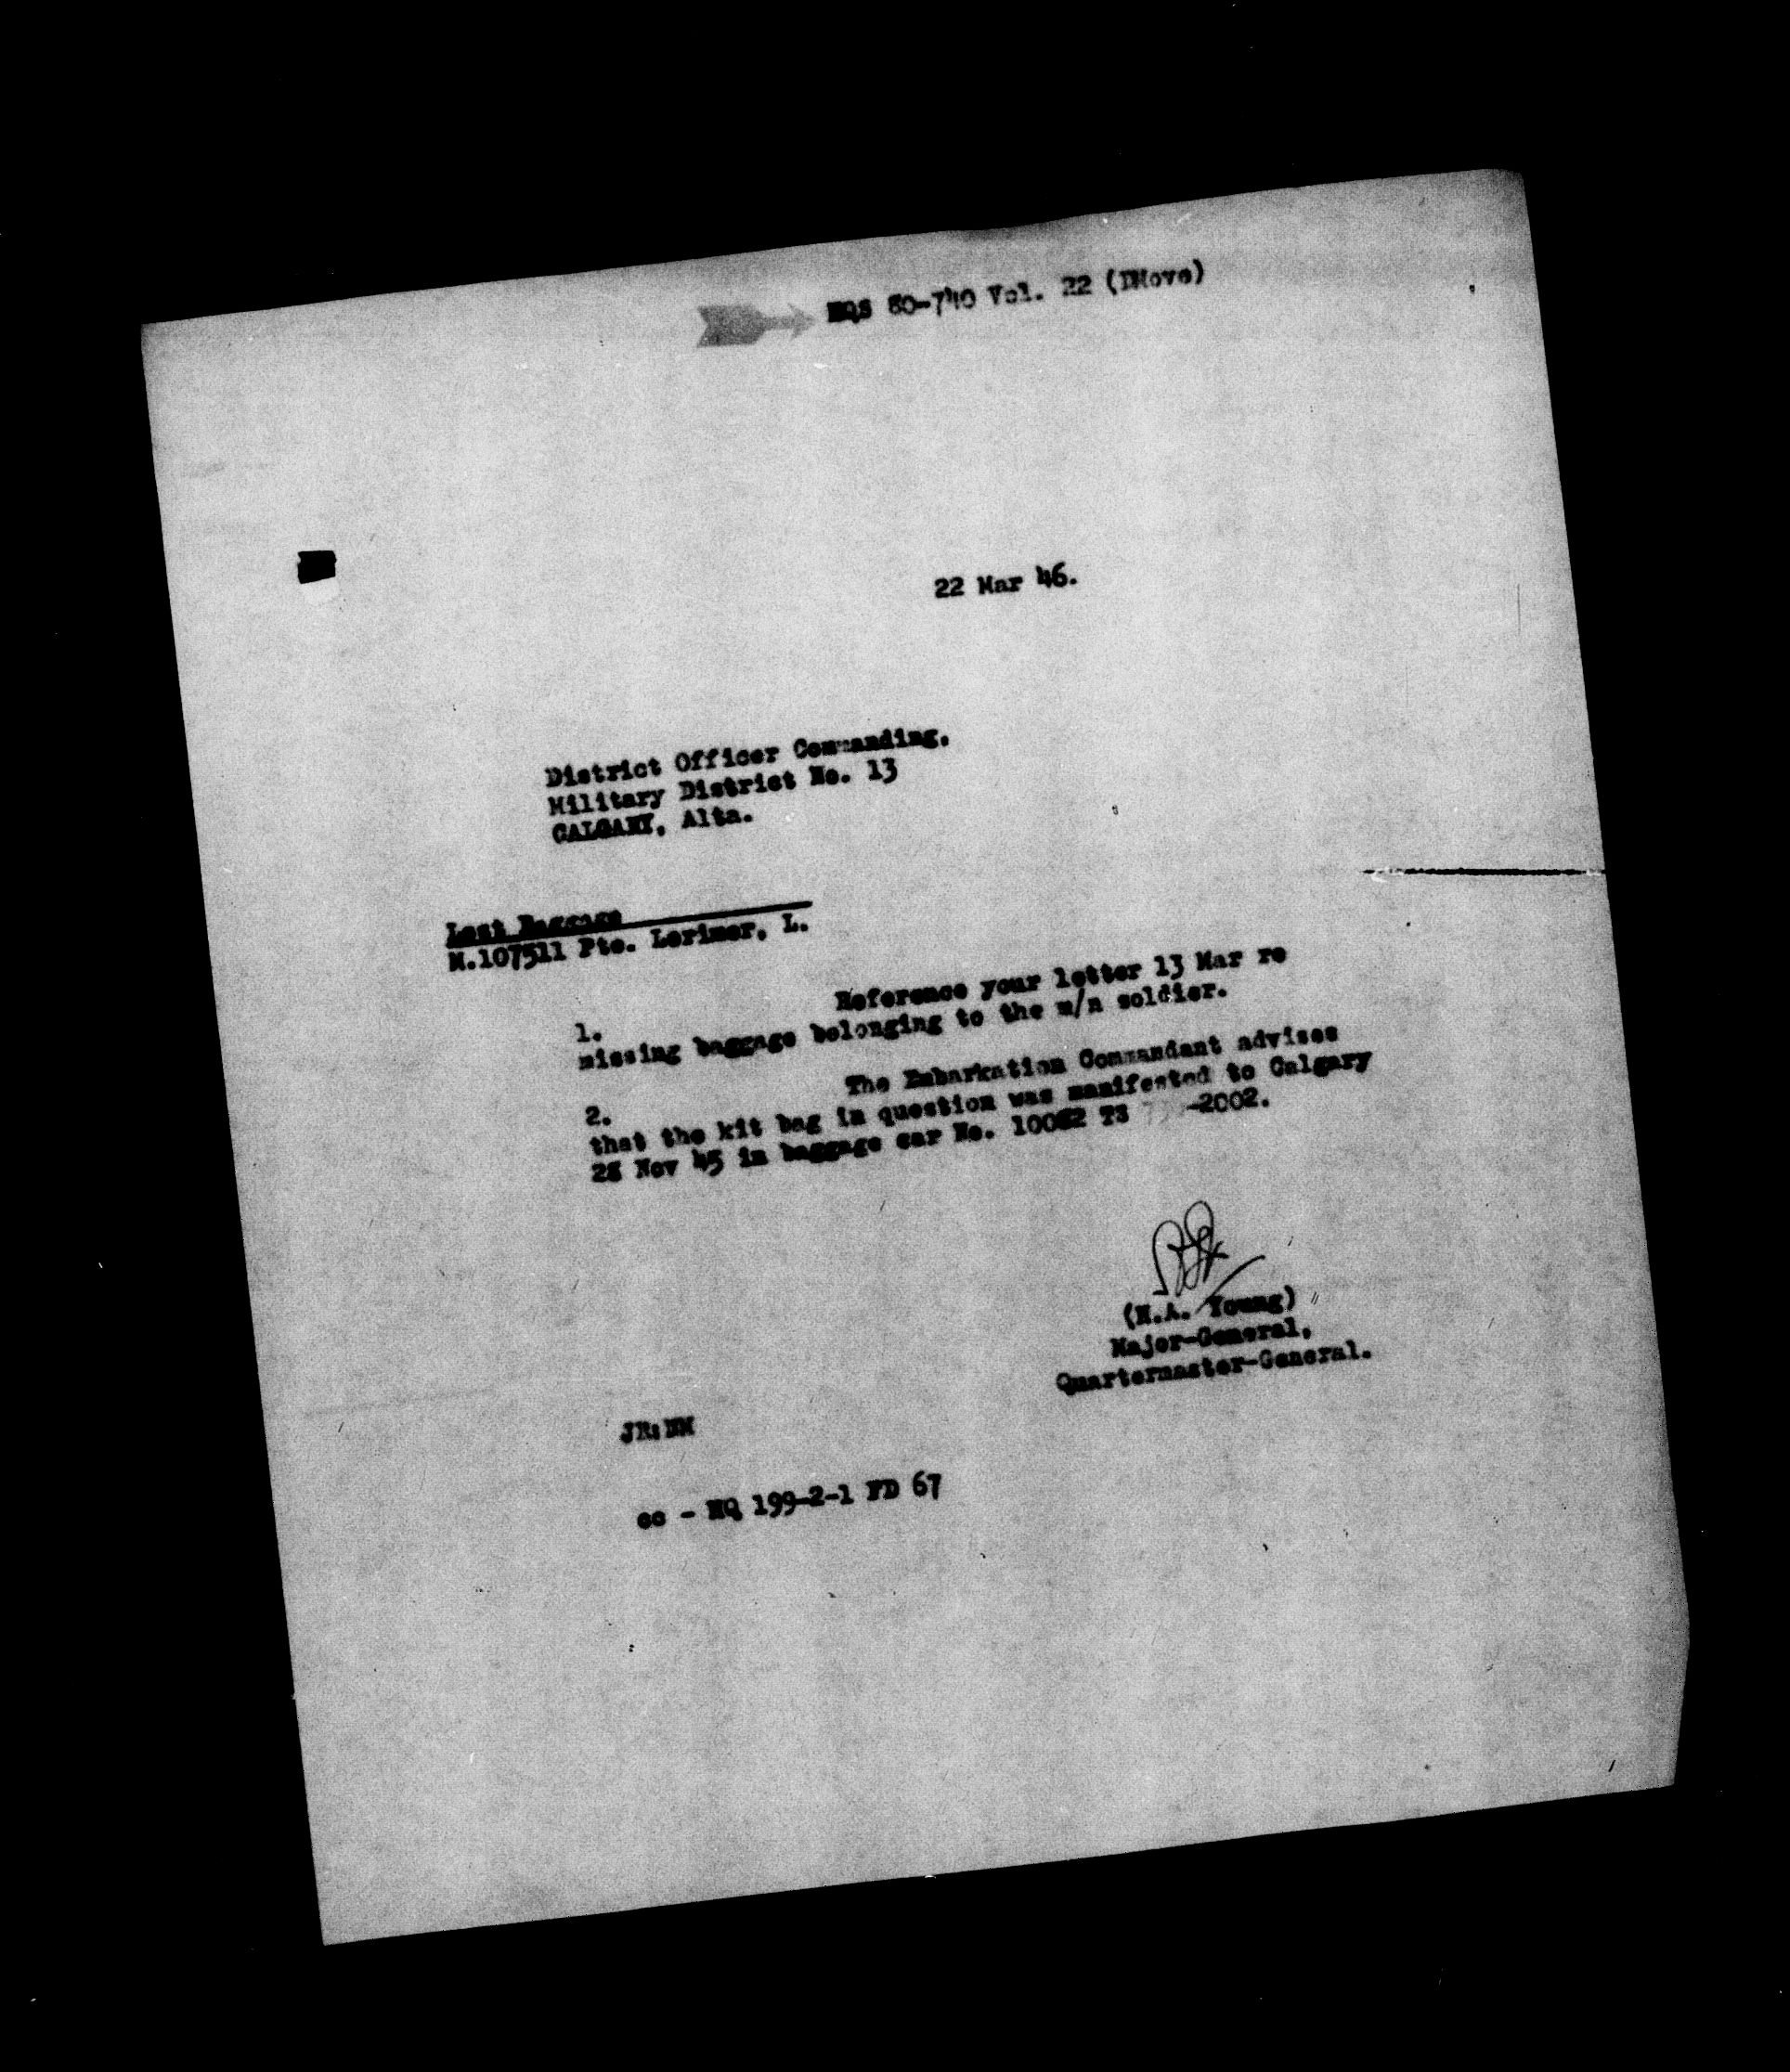 HQS 80-740 Vol. 22 (DMove)
22 Mar 46.
District Officer Commanding,
Military District No. 13
CALGARY, Alta.
Lost Baggage
M.107511 Pte. Lorimer, L.
1. Reference your letter 13 Mar re
missing baggage belonging to the m/n soldier.
2. The Embarkation Commandant advises
that the kit bag in question was manifested to Calgary
28 Nov 45 in baggage car No. 10082 T3 -2002.
(H.A. Young)
Major-General,
Quartermaster-General.
JR:DM
cc - HQ 199-2-1 FD 67